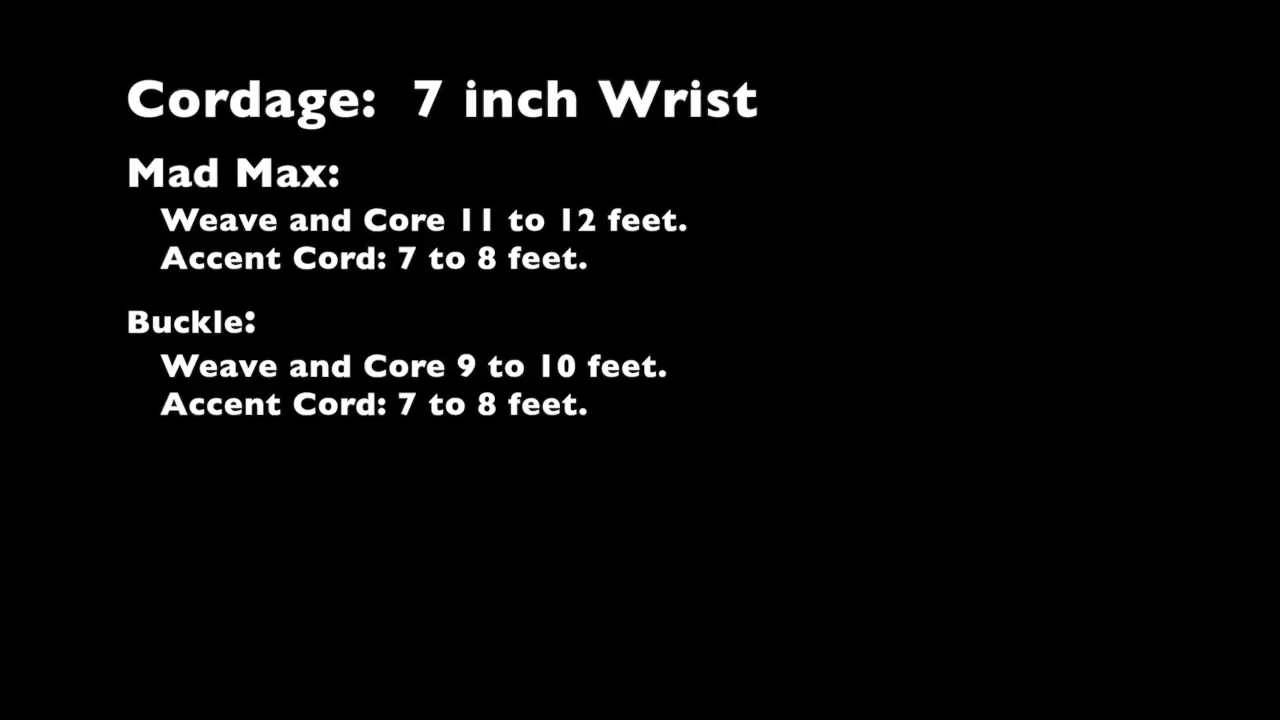 Cordage:  7 inch Wrist
Mad Max:
Weave and Core 11 to 12 feet.
Accent Cord: 7 to 8 feet.
Buckle:
Weave and Core 9 to 10 feet.
Accent Cord: 7 to 8 feet.